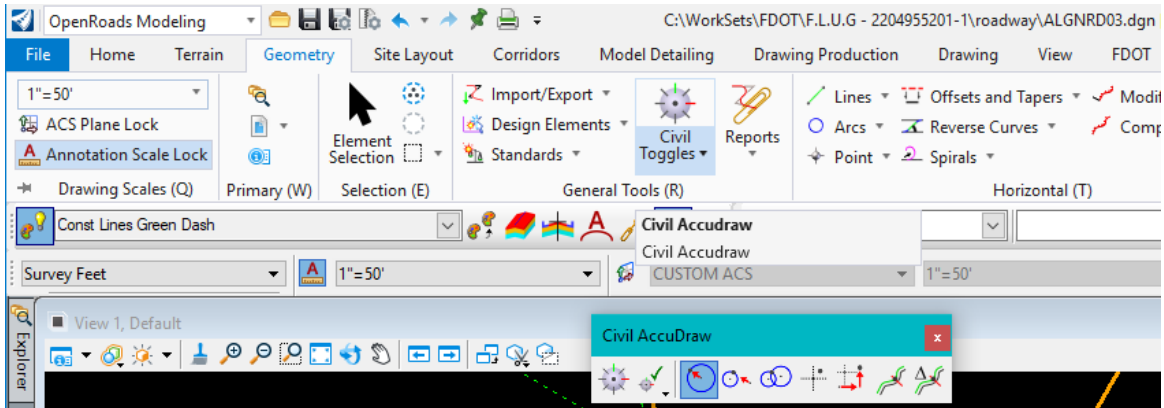 OpenRoads Modeling C:\WorkSets\FDOT\F.L.U.G - 2204955201-1\roadway\ALGNRD03.dgn
File Home Terrain Geometry Site Layout Corridors Model Detailing Drawing Production Drawing View FDOT
1"=50' Import/Export Lines Offsets and Tapers Modif
ACS Plane Lock Element Selection Design Elements Civil Toggles Reports Arcs Reverse Curves Comp
Annotation Scale Lock Standards Point Spirals
Drawing Scales (Q) Primary (W) Selection (E) General Tools (R) Horizontal (T)
Const Lines Green Dash Civil Accudraw
Civil Accudraw
Survey Feet 1"=50' CUSTOM ACS 1"=50'
Explorer
View 1, Default Civil AccuDraw